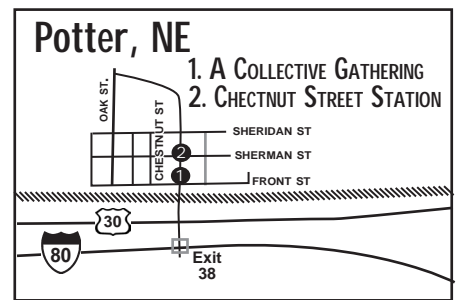 Potter, NE
1. A Collective Gathering
2. Chectnut Street Station
OAK ST.
CHESTNUT ST
SHERIDAN ST
2
SHERMAN ST
1
FRONT ST
30
80
Exit
38